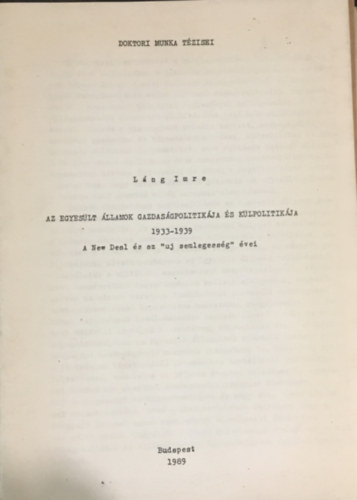 DOKTORI MUNKA TÉZISEI
Láng Imre
AZ EGYESÜLT ÁLLAMOK GAZDASÁGPOLITIKÁJA ÉS KÜLPOLITIKÁJA
1933-1939
A New Deal és az "uj semlegesség" évei
Budapest
1989